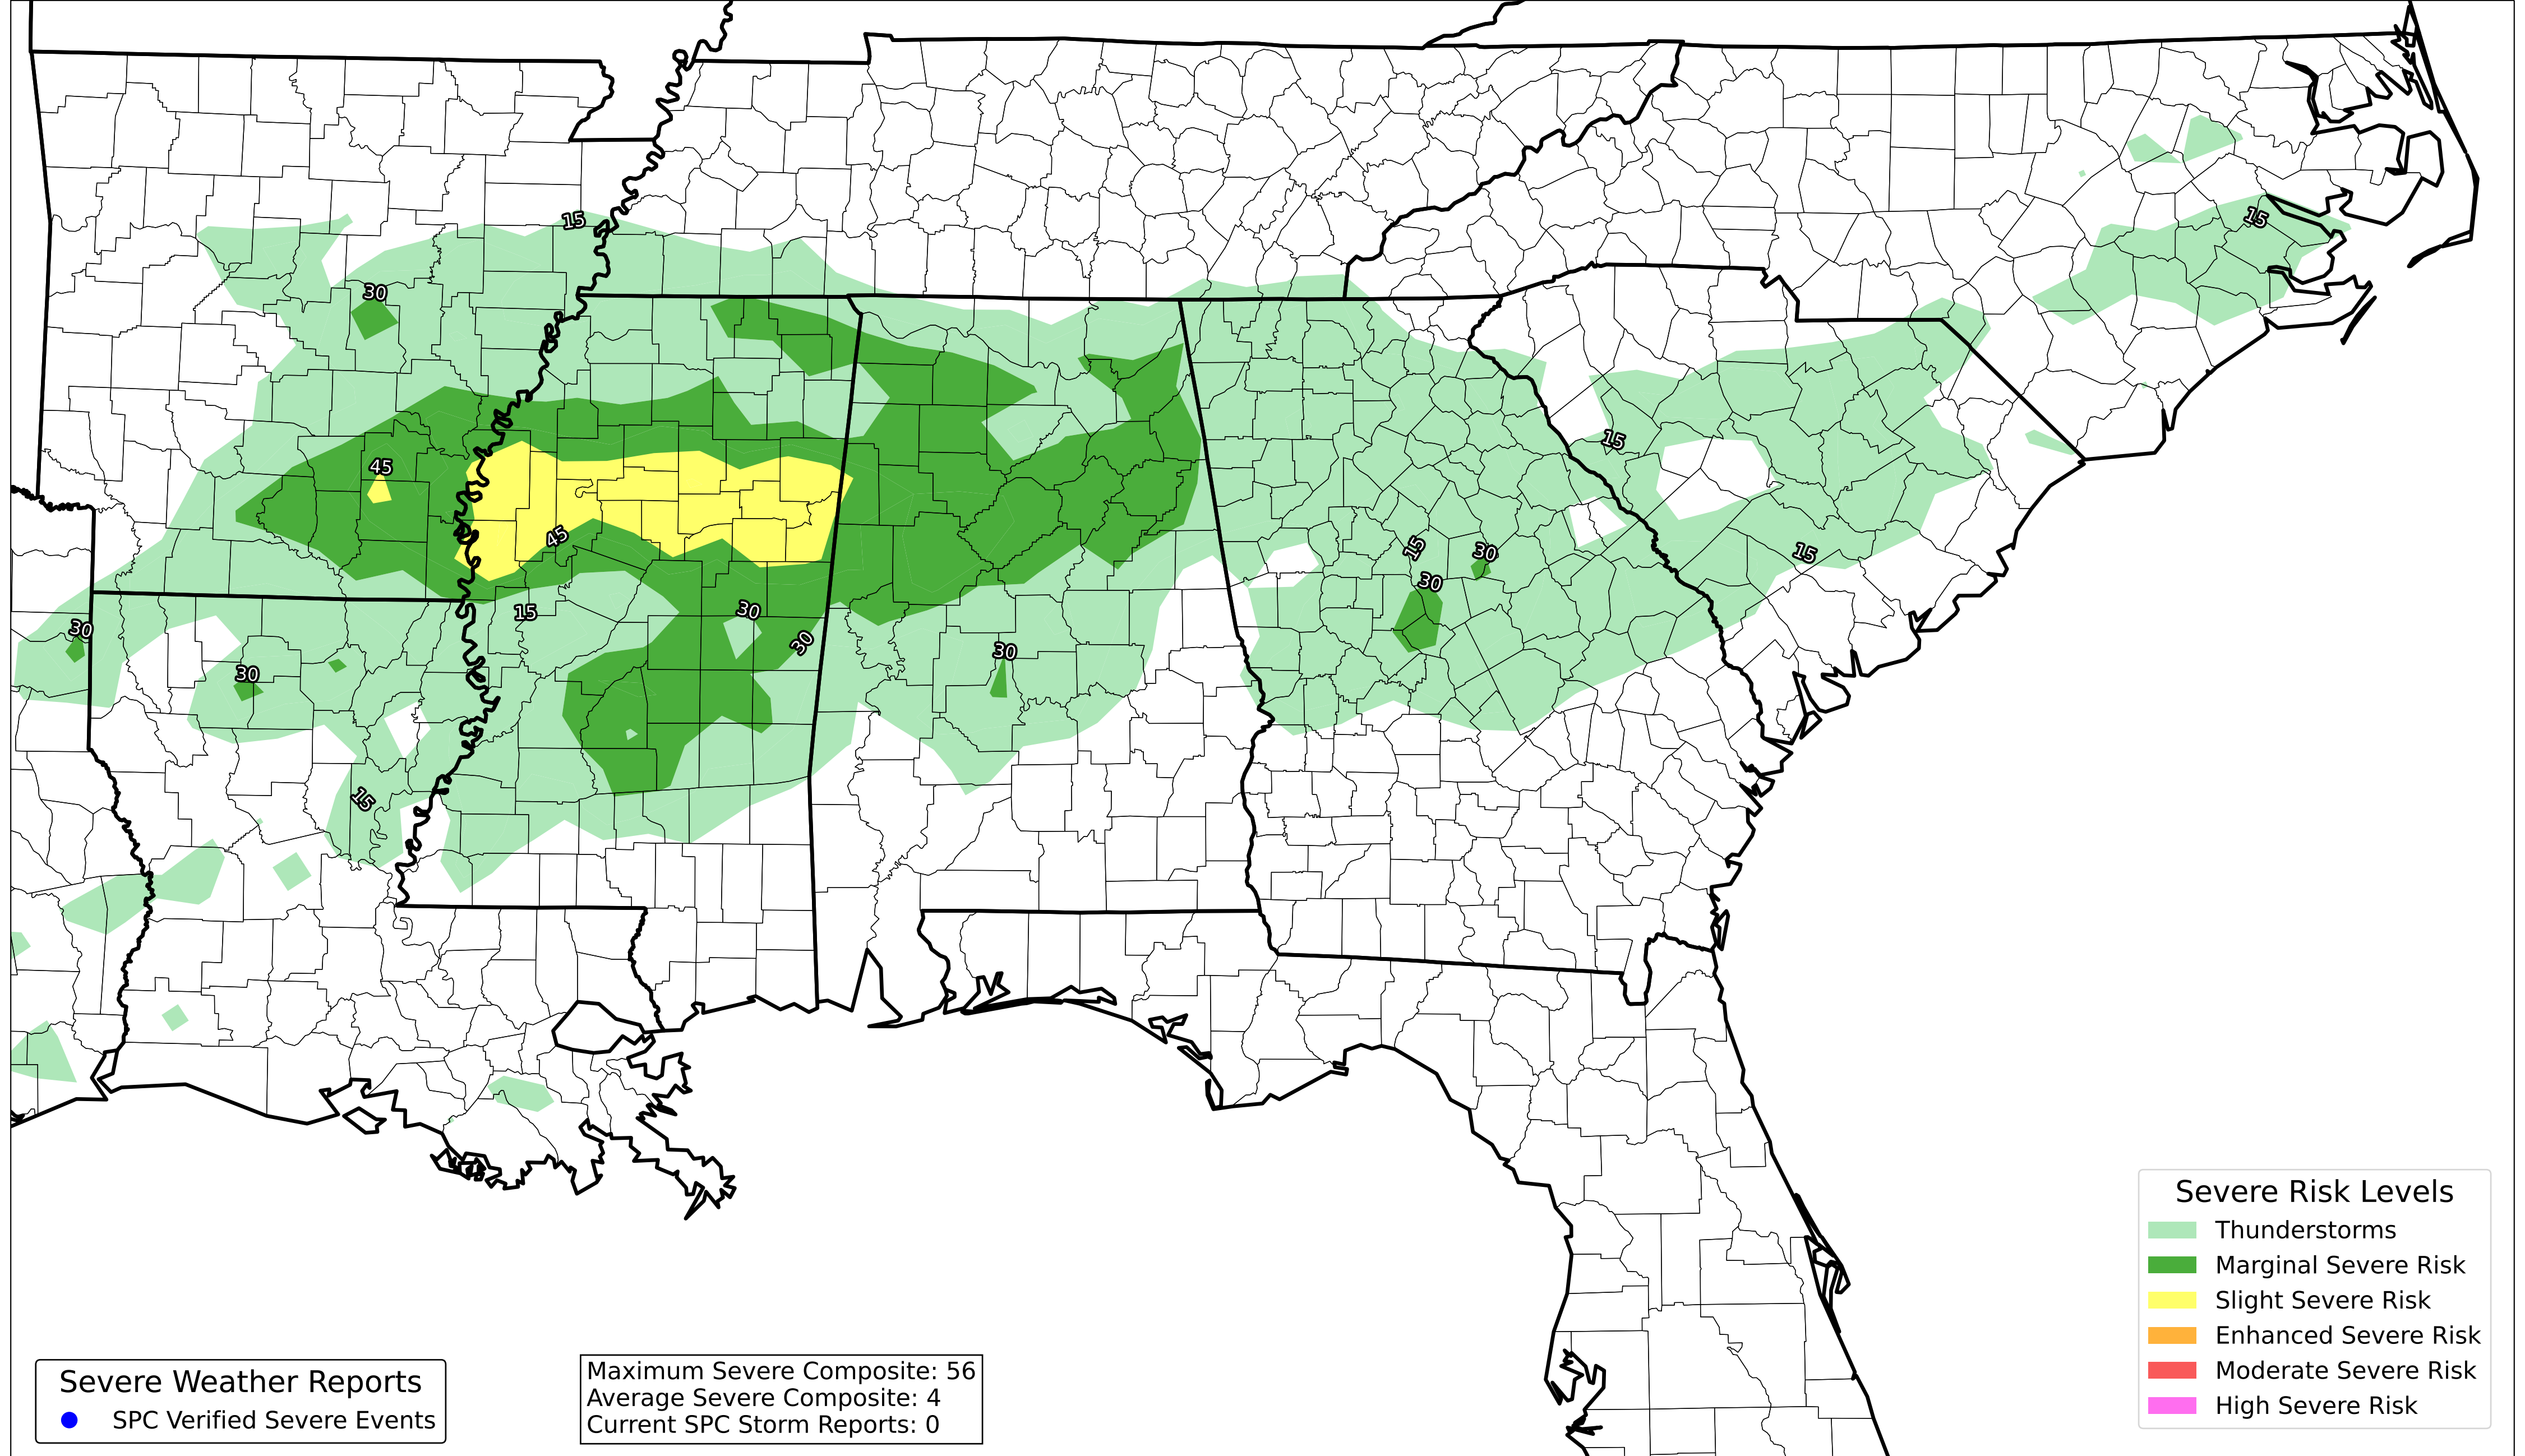 15
15
30
15
45
45
15
30
30
15
30
15
30
15
30
30
30
30
15
Severe Risk Levels
Thunderstorms
Marginal Severe Risk
Slight Severe Risk
Enhanced Severe Risk
Moderate Severe Risk
High Severe Risk
Severe Weather Reports
SPC Verified Severe Events
Maximum Severe Composite: 56
Average Severe Composite: 4
Current SPC Storm Reports: 0